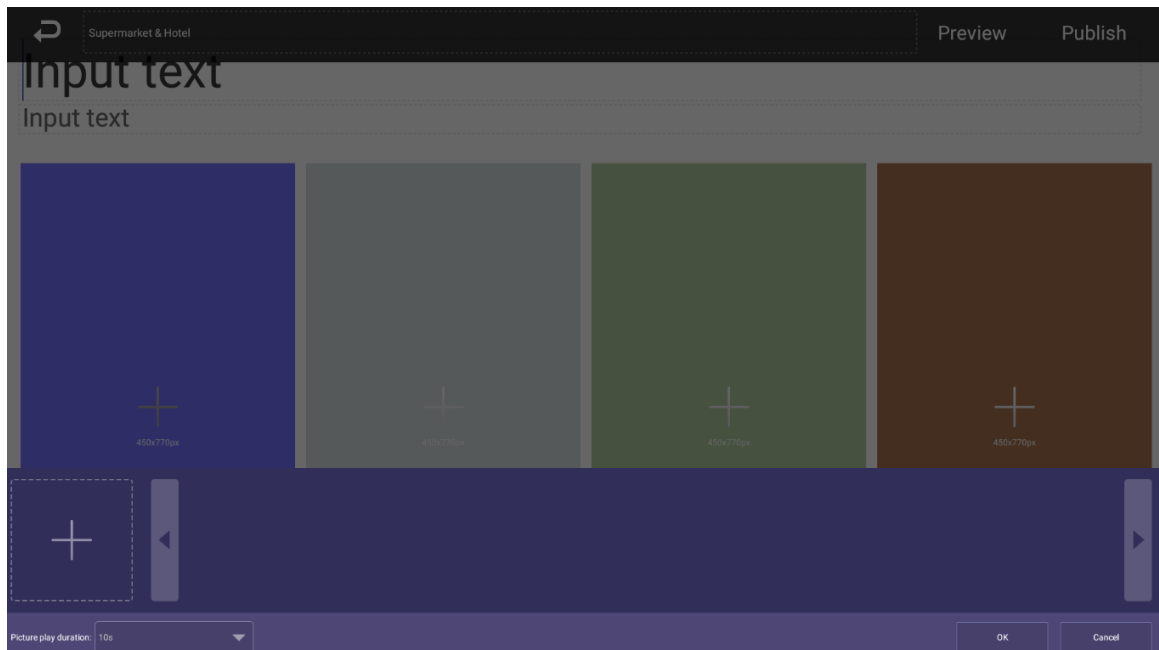 Supermarket & Hotel
Preview
Publish
Input text
Input text
450x770px
450x770px
450x770px
450x770px
Picture play duration:
10s
OK
Cancel